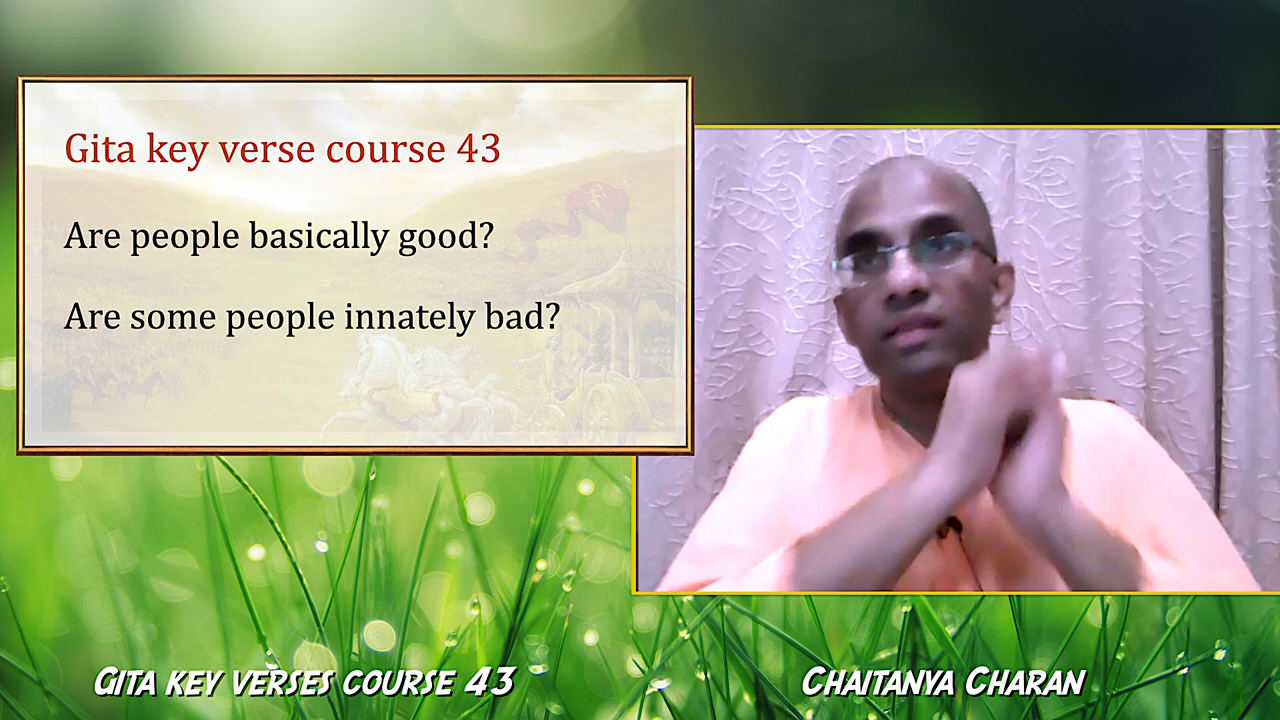 Gita key verse course 43
Are people basically good?
Are some people innately bad?
Gita key verses course 43
Chaitanya Charan